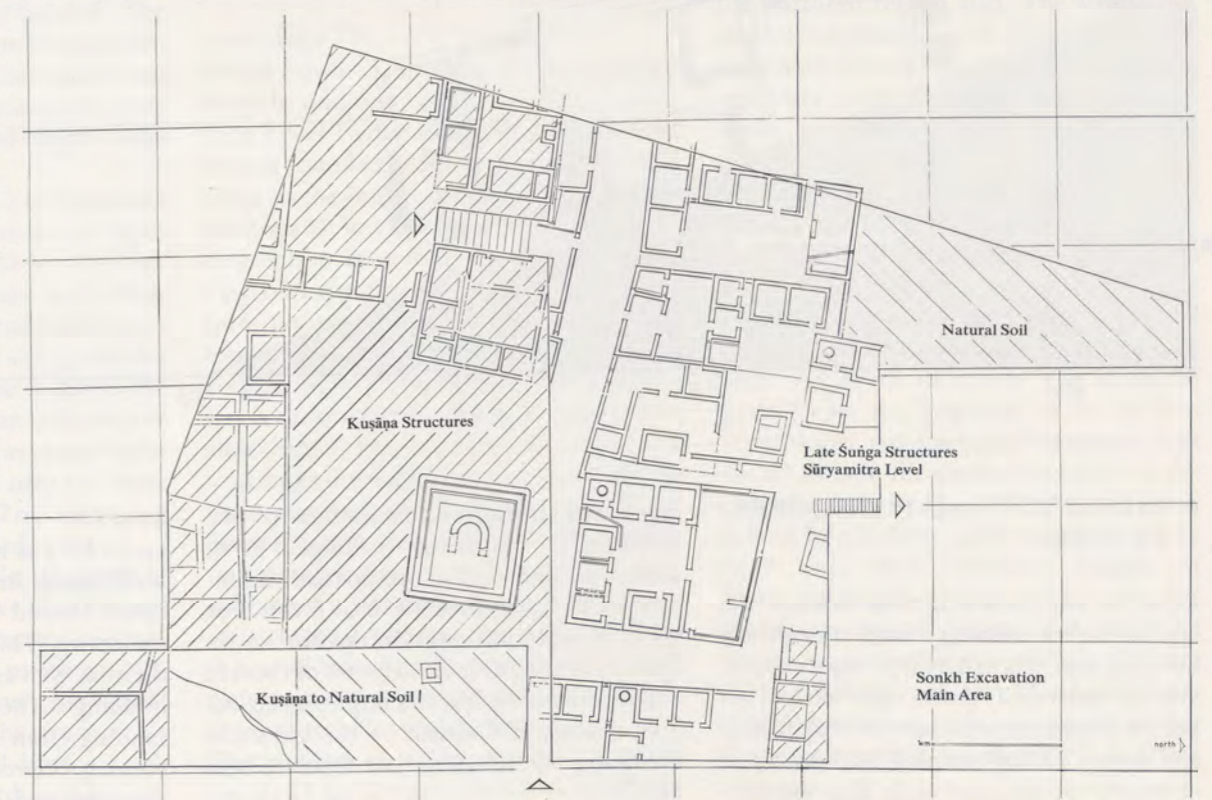 Natural Soil
Kuṣāṇa Structures
Late Śuṅga Structures
Sūryamitra Level
Kuṣāṇa to Natural Soil
Sonkh Excavation
Main Area
north